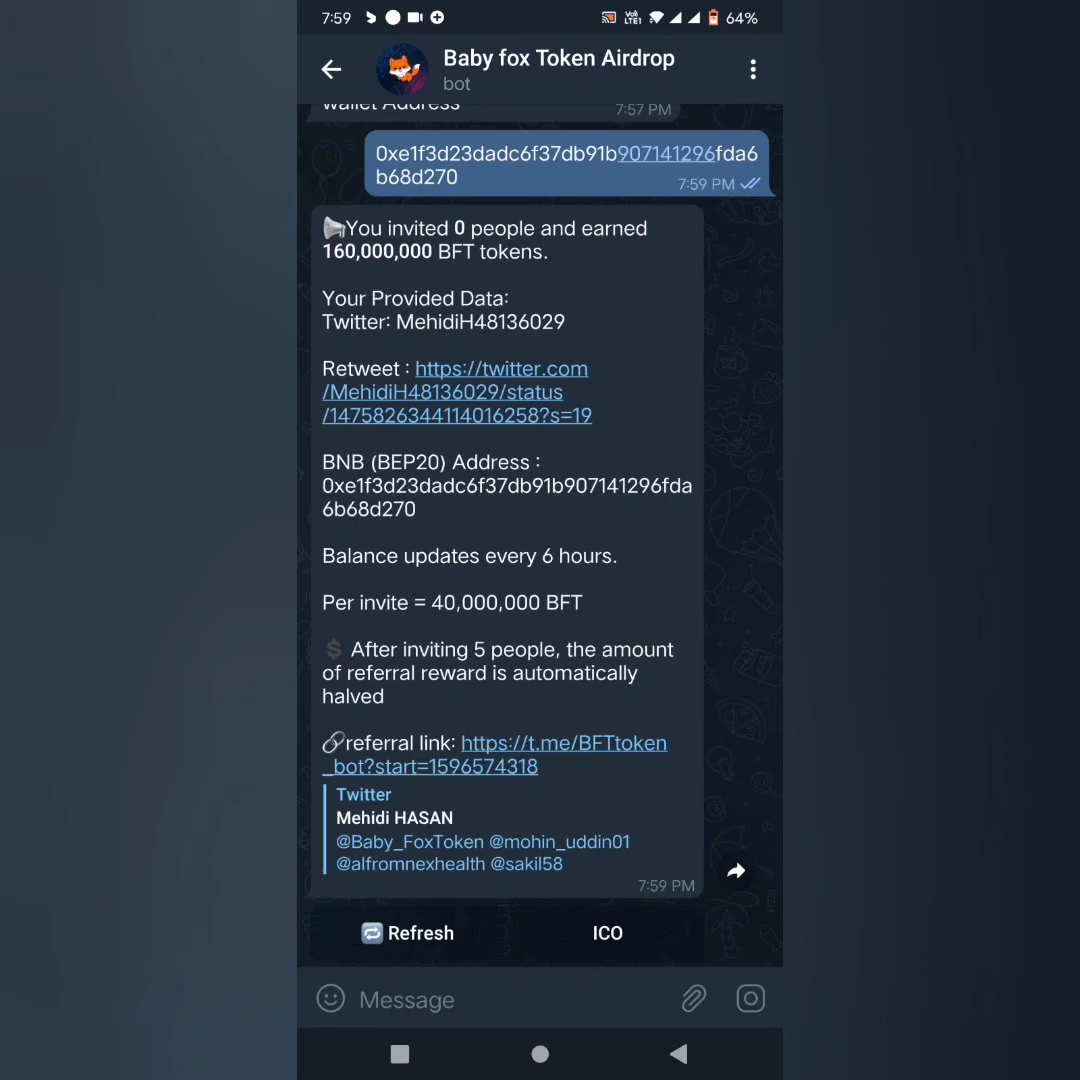 7:59
VoLTE1
64%
Baby fox Token Airdrop
bot
Wallet Address
7:57 PM
0xe1f3d23dadc6f37db91b907141296fda6
b68d270
7:59 PM
You invited 0 people and earned
160,000,000 BFT tokens.
Your Provided Data:
Twitter: MehidiH48136029
Retweet : https://twitter.com
/MehidiH48136029/status
/1475826344114016258?s=19
BNB (BEP20) Address :
0xe1f3d23dadc6f37db91b907141296fda
6b68d270
Balance updates every 6 hours.
Per invite = 40,000,000 BFT
💲 After inviting 5 people, the amount
of referral reward is automatically
halved
referral link: https://t.me/BFTtoken
_bot?start=1596574318
Twitter
Mehidi HASAN
@Baby_FoxToken @mohin_uddin01
@alfromnexhealth @sakil58
7:59 PM
Refresh
ICO
Message